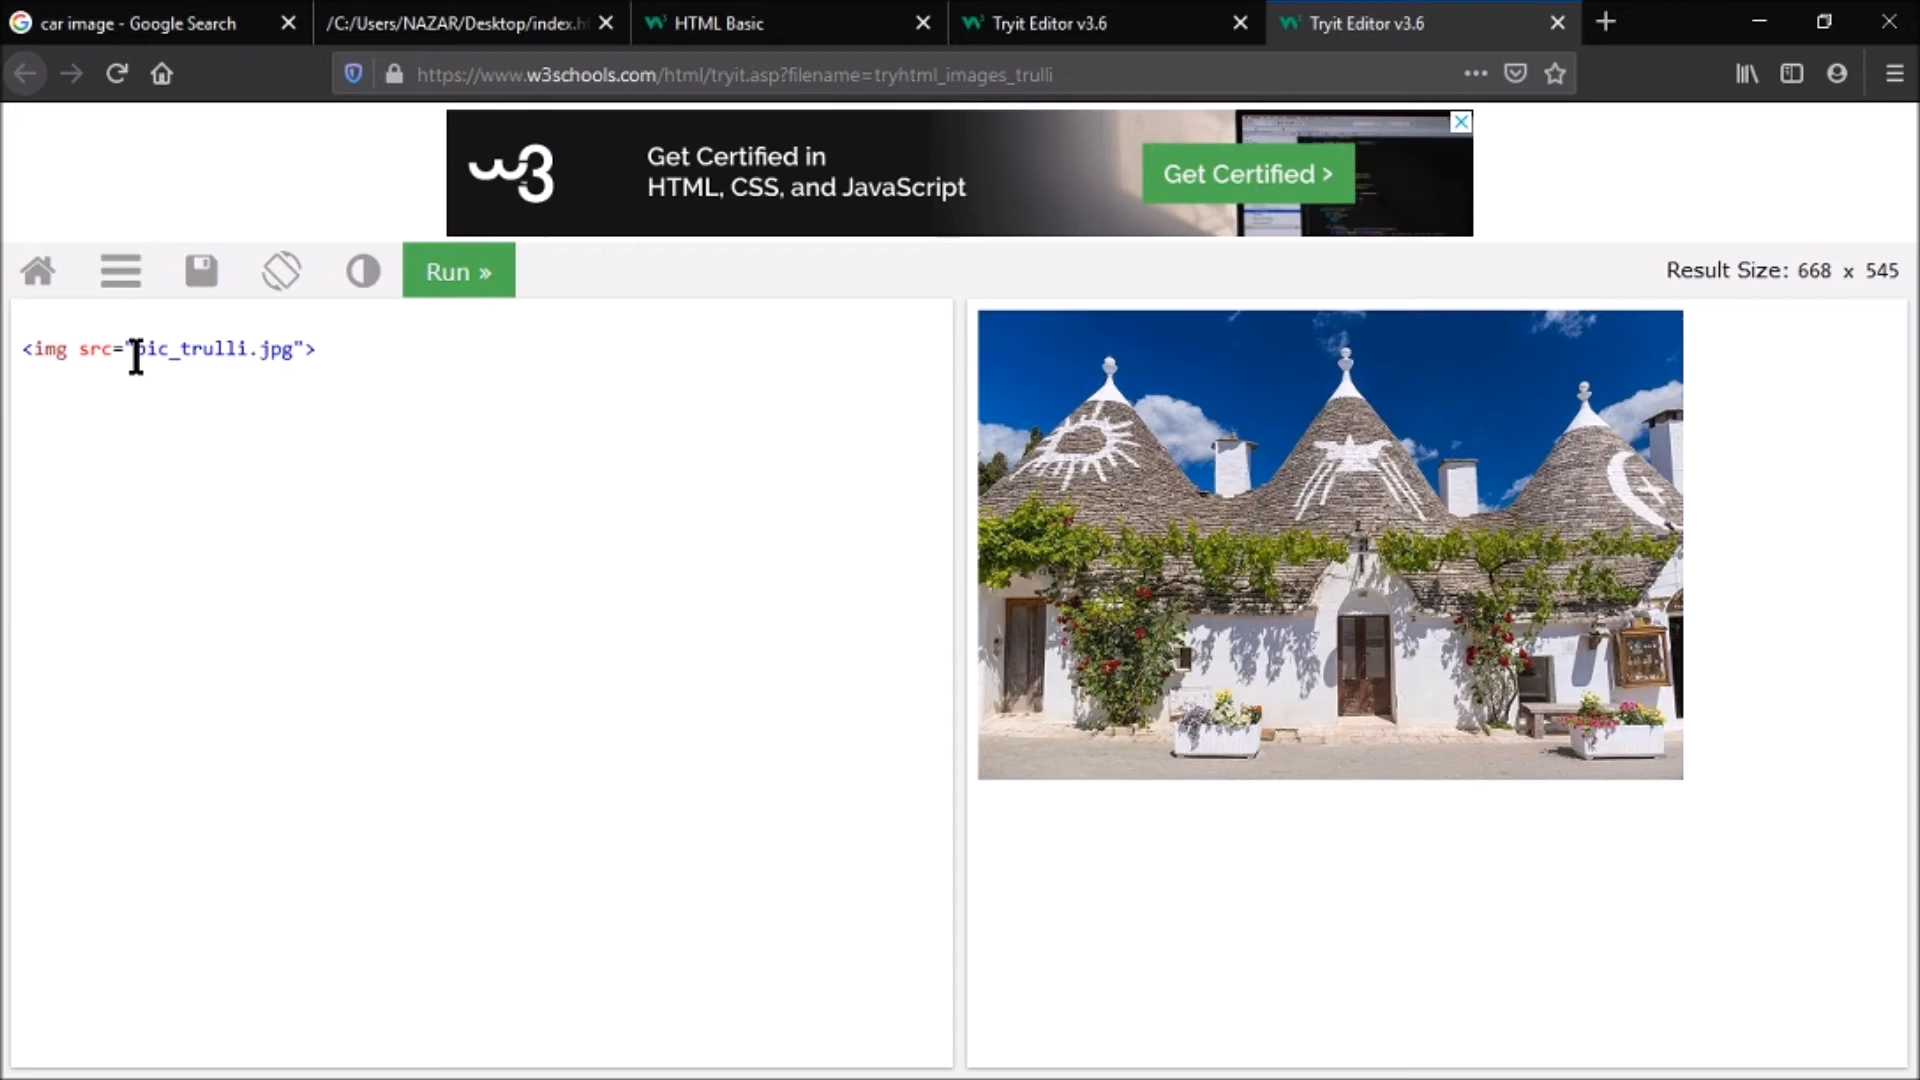 car image - Google Search
/C:/Users/NAZAR/Desktop/index.h
HTML Basic
Tryit Editor v3.6
Tryit Editor v3.6
https://www.w3schools.com/html/tryit.asp?filename=tryhtml_images_trulli
w3
Get Certified in
HTML, CSS, and JavaScript
Get Certified >
Run »
Result Size: 668 x 545
<img src="pic_trulli.jpg">